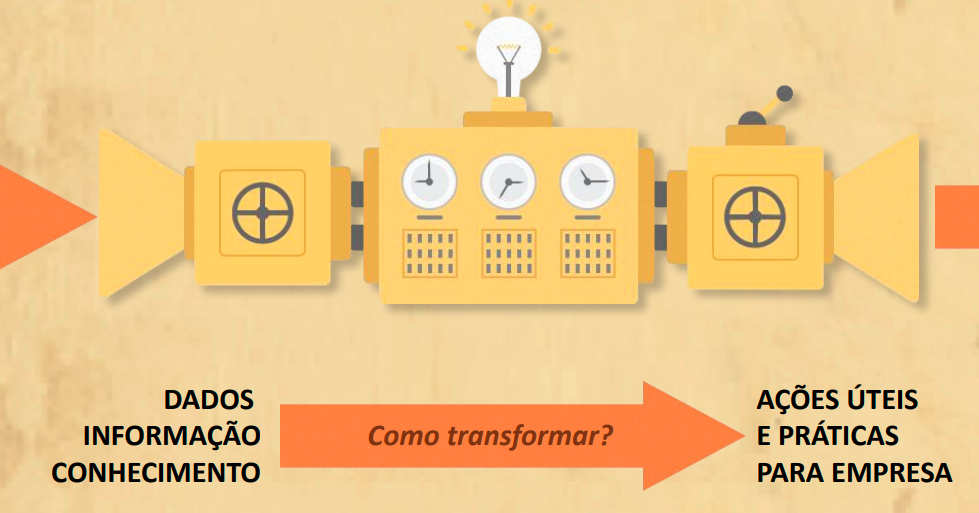 DADOS
INFORMAÇÃO
CONHECIMENTO
Como transformar?
AÇÕES ÚTEIS
E PRÁTICAS
PARA EMPRESA